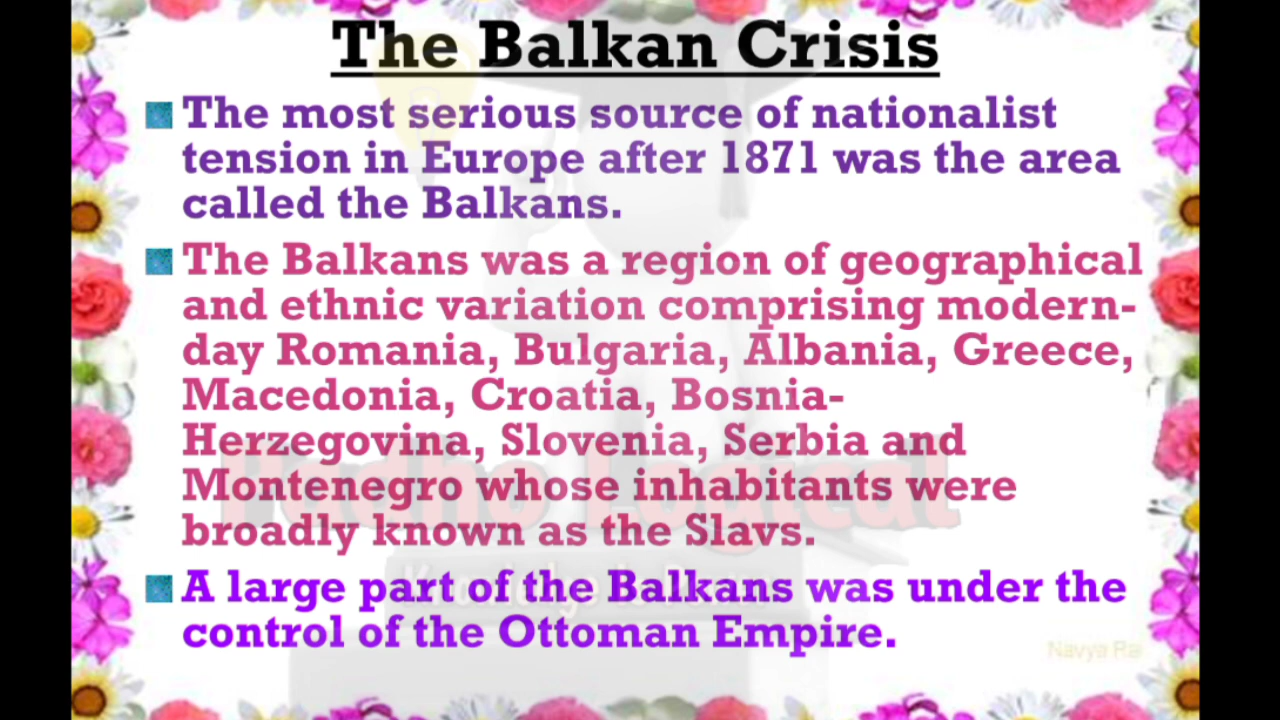 The Balkan Crisis
The most serious source of nationalist
tension in Europe after 1871 was the area
called the Balkans.
The Balkans was a region of geographical
and ethnic variation comprising modern-
day Romania, Bulgaria, Albania, Greece,
Macedonia, Croatia, Bosnia-
Herzegovina, Slovenia, Serbia and
Montenegro whose inhabitants were
broadly known as the Slavs.
A large part of the Balkans was under the
control of the Ottoman Empire.
Navya Rai